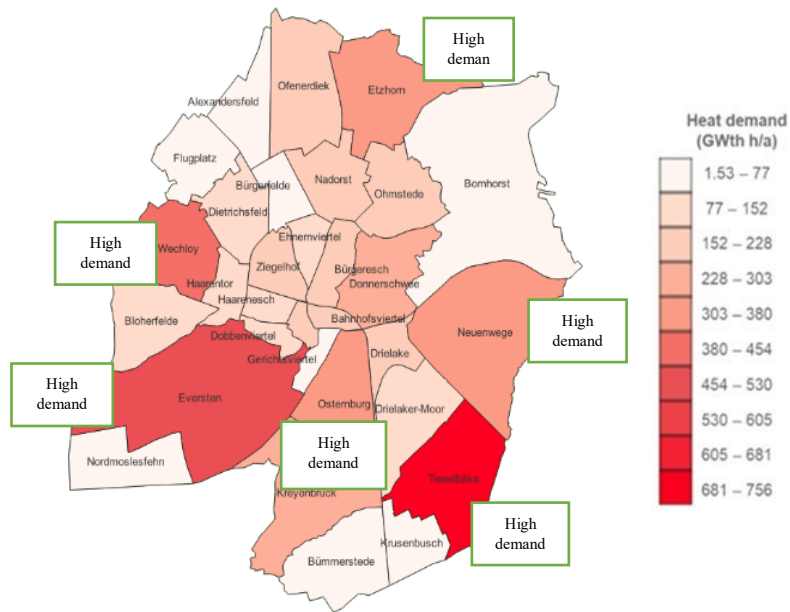 High
deman
Ofenerdiek
Etzhorn
Alexandersfeld
Flugplatz
Bürgerfelde
Nadorst
Ohmstede
Bornhorst
Dietrichsfeld
High
demand
Wechloy
Ehnernviertel
Ziegelhof
Bürgeresch
Donnerschwee
Haarentor
Haarenesch
Bloherfelde
Bahnhofsviertel
Dobbenviertel
Gerichtsviertel
Drielake
Neuenwege
High
demand
High
demand
Eversten
Osternburg
Drielaker-Moor
High
demand
Nordmoslesfehn
Tweelbäke
Kreyenbrück
High
demand
Krusenbusch
Bümmerstede
Heat demand
(GWth h/a)
1.53 – 77
77 – 152
152 – 228
228 – 303
303 – 380
380 – 454
454 – 530
530 – 605
605 – 681
681 – 756